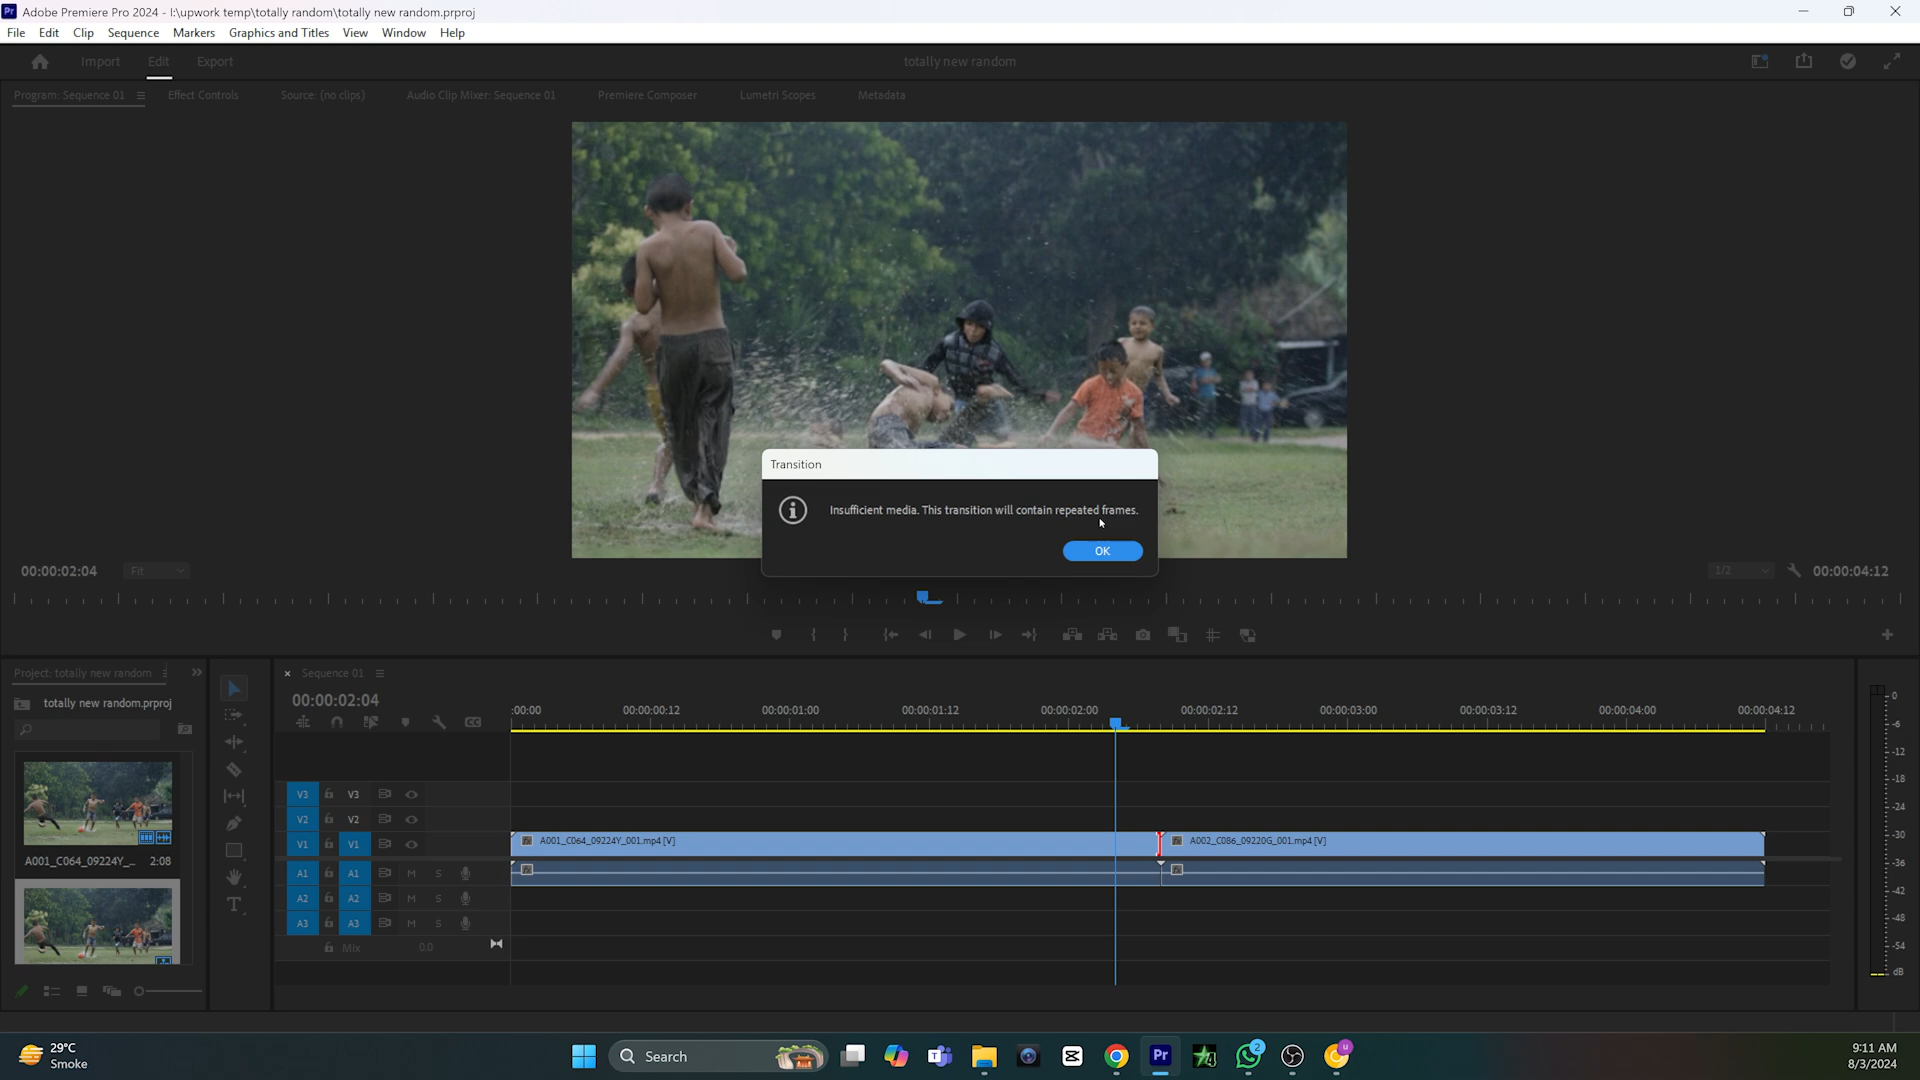 Pr Adobe Premiere Pro 2024 - I:\upwork temp\totally random\totally new random.prproj
File Edit Clip Sequence Markers Graphics and Titles View Window Help
Import Edit Export totally new random
Program: Sequence 01 Effect Controls Source: (no clips) Audio Clip Mixer: Sequence 01 Premiere Composer Lumetri Scopes Metadata
Transition
Insufficient media. This transition will contain repeated frames.
OK
00:00:02:04 Fit 1/2 00:00:04:12
Project: totally new random × Sequence 01
totally new random.prproj 00:00:02:04
:00:00 00:00:00:12 00:00:01:00 00:00:01:12 00:00:02:00 00:00:02:12 00:00:03:00 00:00:03:12 00:00:04:00 00:00:04:12
CC
V3 V3
V2 V2
V1 V1 fx A001_C064_09224Y_001.mp4 [V] fx A002_C086_09220G_001.mp4 [V]
A001_C064_09224Y_... 2:08
A1 A1 M S fx fx
A2 A2 M S
A3 A3 M S
Mix 0.0
0
-6
-12
-18
-24
-30
-36
-42
-48
-54
dB
T
29°C
Smoke
Search
Pr
2
u
9:11 AM
8/3/2024